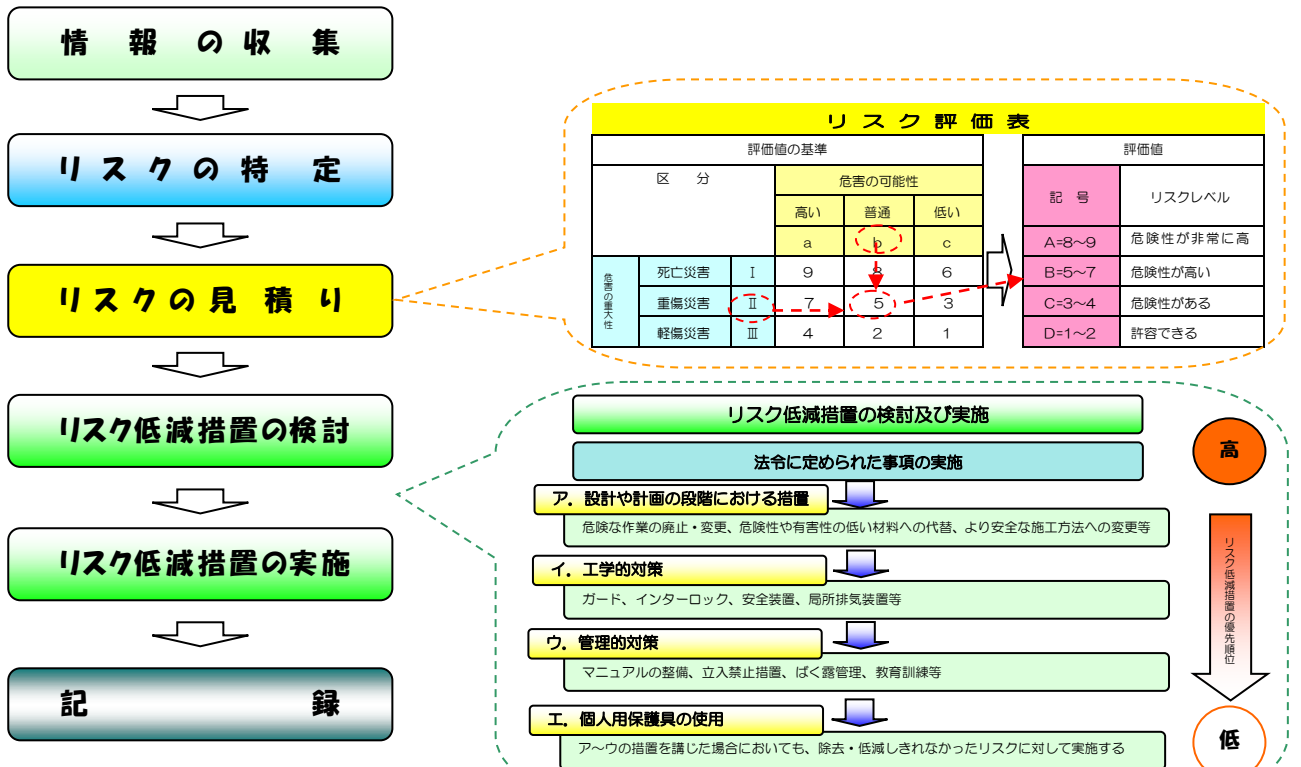 情報の収集
リスクの特定
リスクの見積り
リスク低減措置の検討
リスク低減措置の実施
記録
リスク評価表
評価値の基準
評価値
区分
危害の可能性
記号
リスクレベル
高い 普通 低い
a b c
A=8～9 危険性が非常に高
危害の重大性
死亡災害 Ⅰ 9 8 6
B=5～7 危険性が高い
重傷災害 Ⅱ 7 5 3
C=3～4 危険性がある
軽傷災害 Ⅲ 4 2 1
D=1～2 許容できる
リスク低減措置の検討及び実施
法令に定められた事項の実施
ア．設計や計画の段階における措置
危険な作業の廃止・変更、危険性や有害性の低い材料への代替、より安全な施工方法への変更等
イ．工学的対策
ガード、インターロック、安全装置、局所排気装置等
ウ．管理的対策
マニュアルの整備、立入禁止措置、ばく露管理、教育訓練等
エ．個人用保護具の使用
ア～ウの措置を講じた場合においても、除去・低減しきれなかったリスクに対して実施する
高
リスク低減措置の優先順位
低